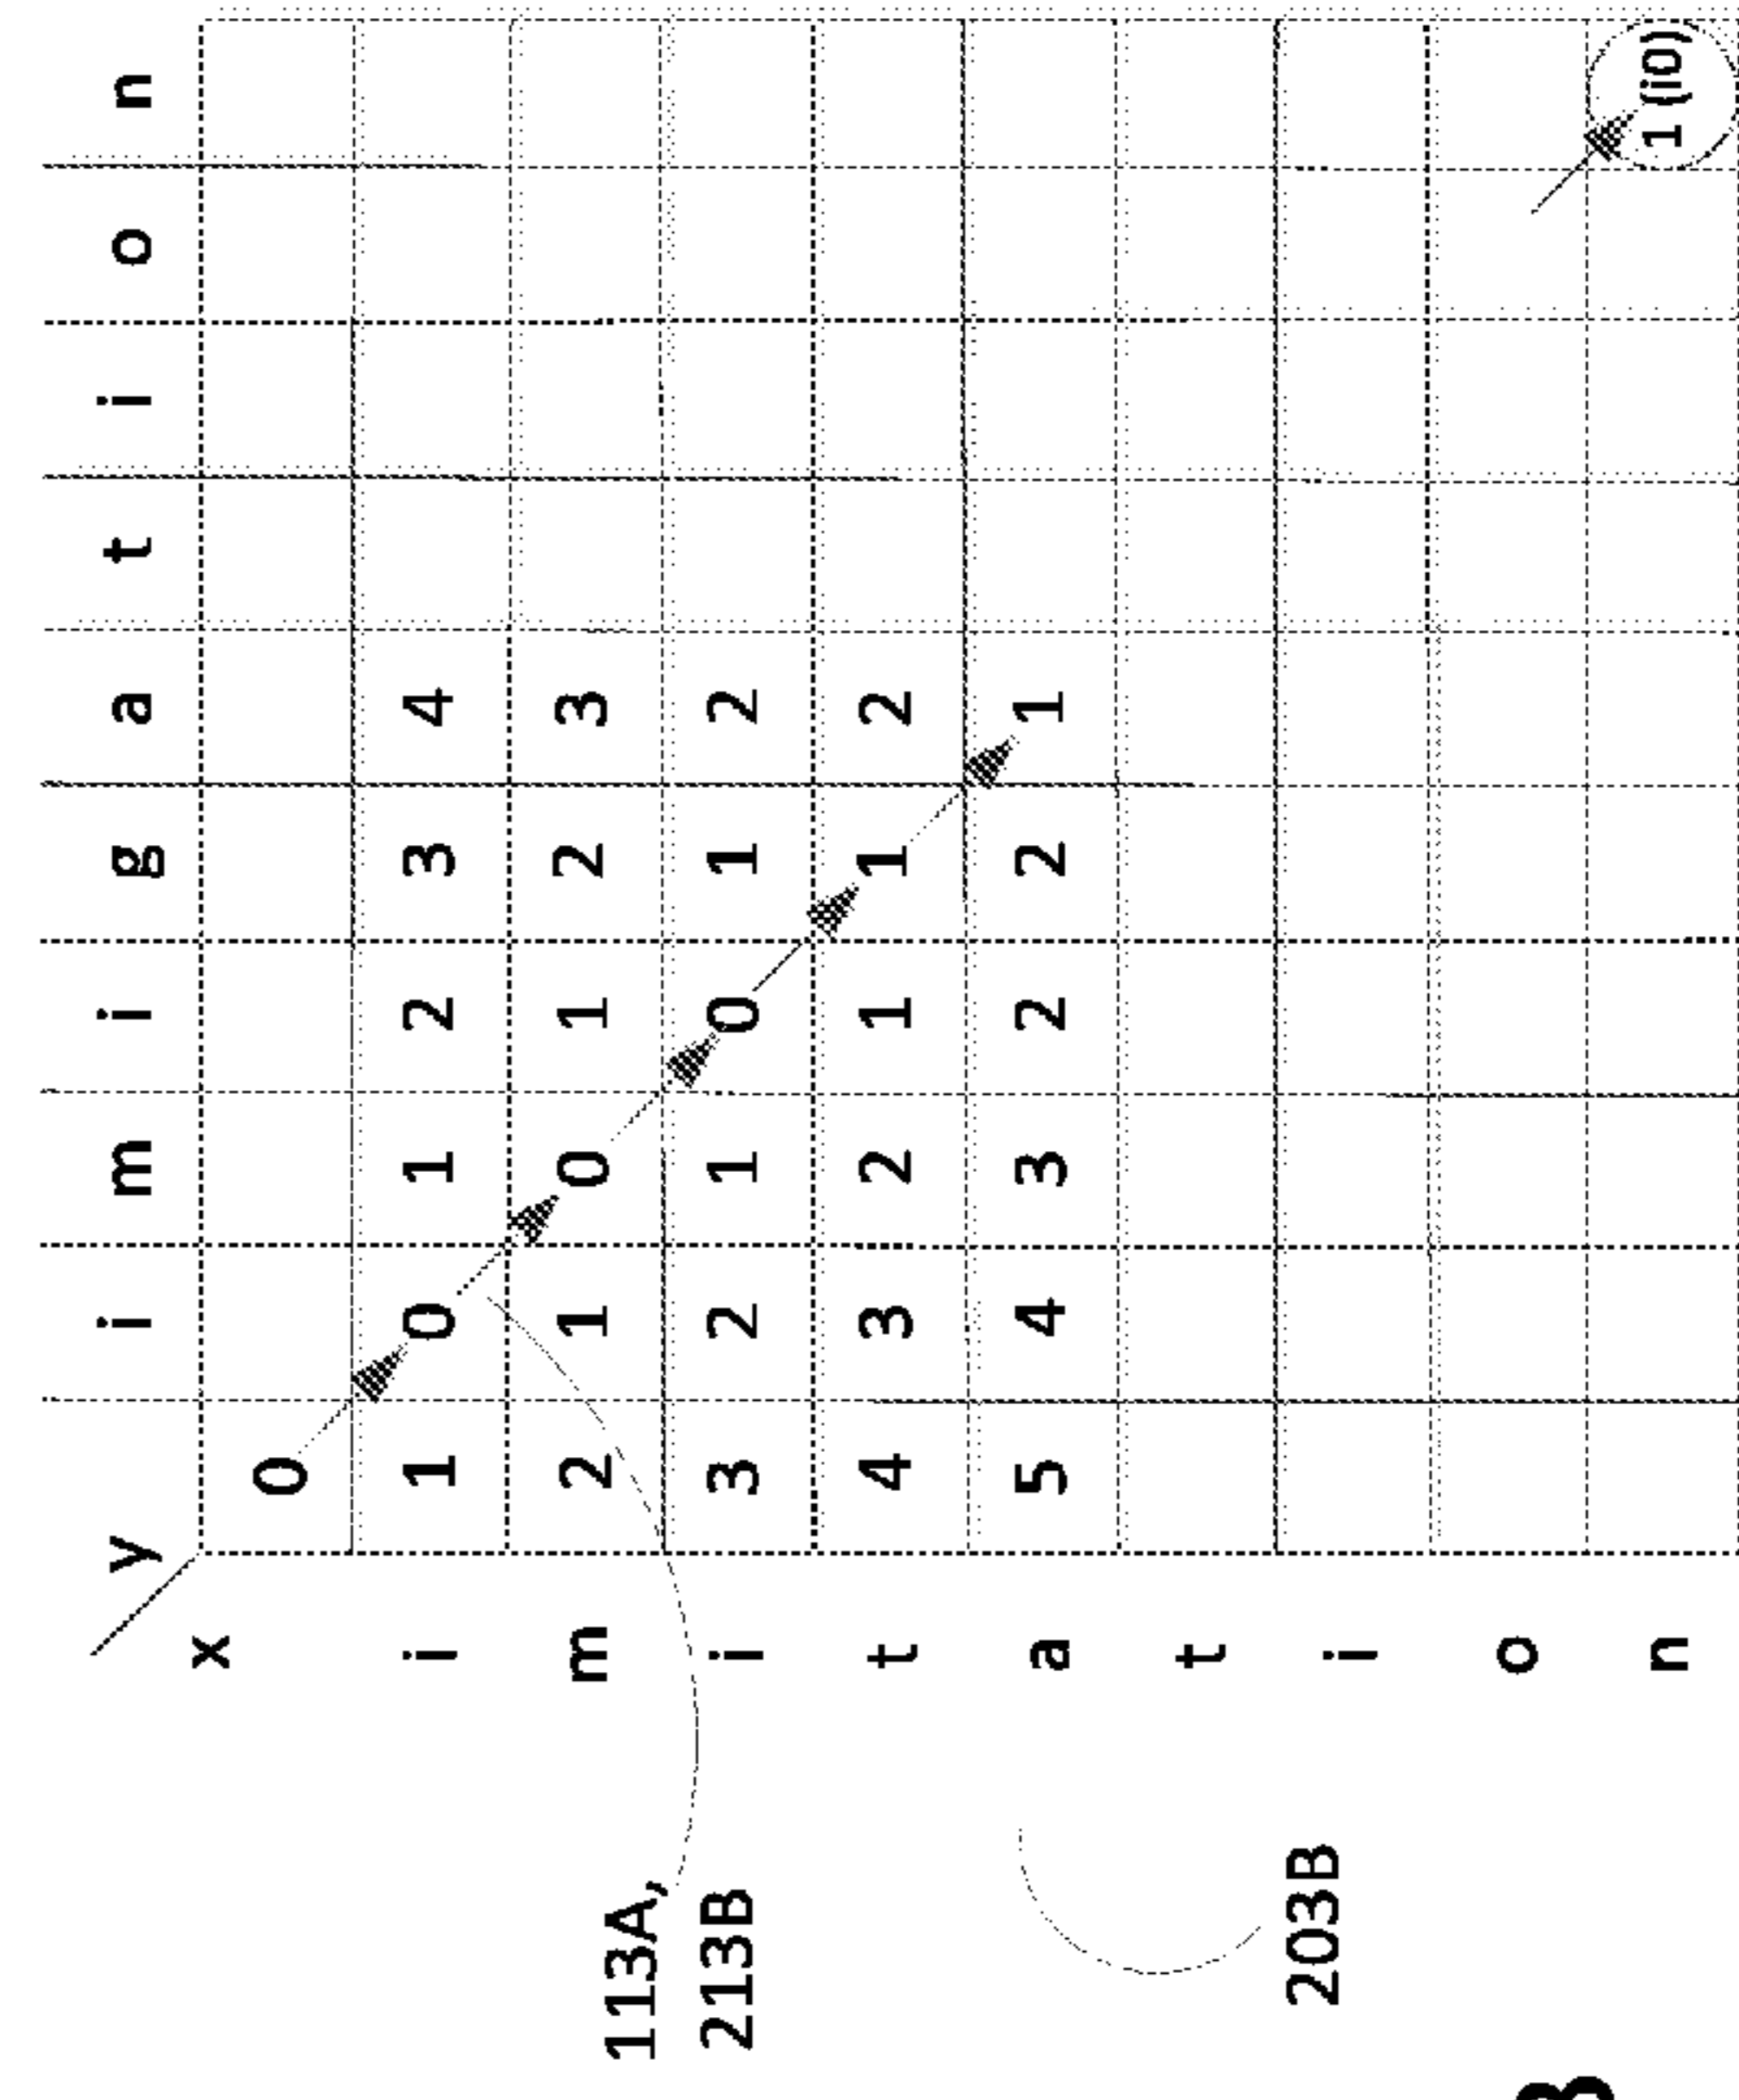 y i m i g a t i o n
x
0
i 1 0 1 2 3 4
m 2 1 0 1 2 3
113A,
213B
i 3 2 1 0 1 2
t 4 3 2 1 1 2
a 5 4 3 2 2 1
t
203B
i
o
n 1 (i0)